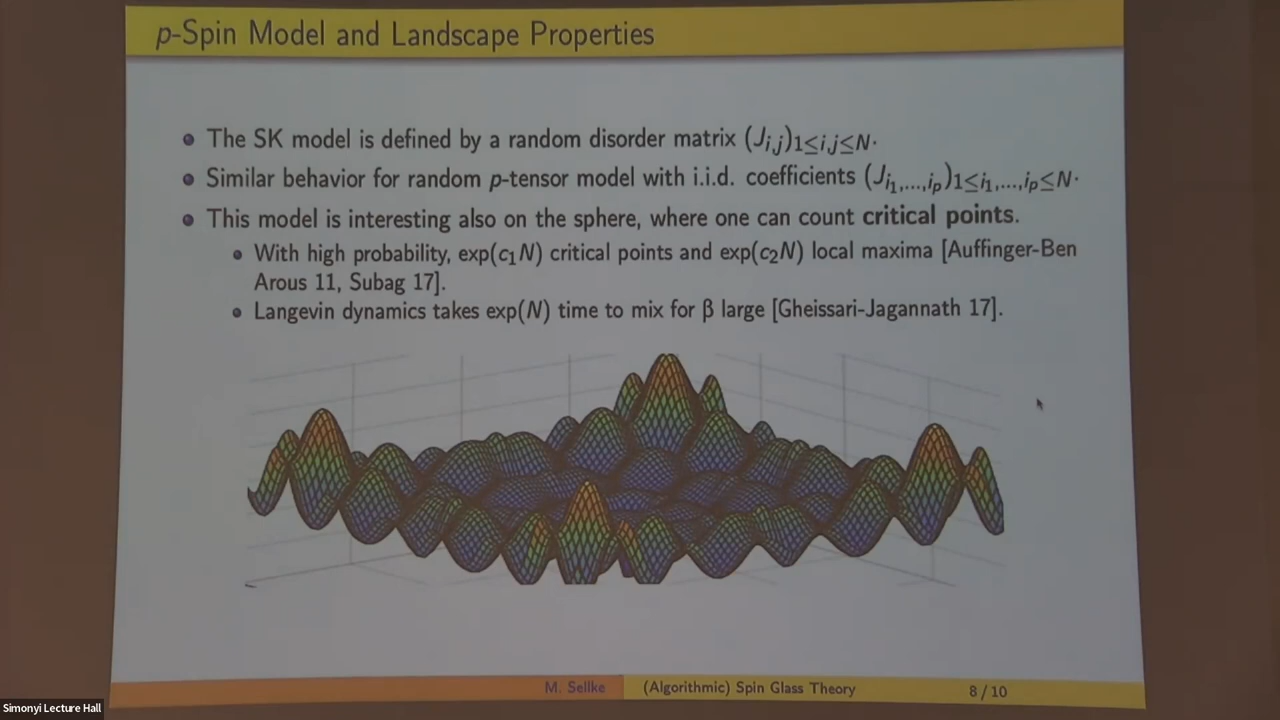 p-Spin Model and Landscape Properties
The SK model is defined by a random disorder matrix (J_{i,j})_{1≤i,j≤N}.
Similar behavior for random p-tensor model with i.i.d. coefficients (J_{i_1,...,i_p})_{1≤i_1,...,i_p≤N}.
This model is interesting also on the sphere, where one can count critical points.
With high probability, exp(c₁N) critical points and exp(c₂N) local maxima [Auffinger-Ben
Arous 11, Subag 17].
Langevin dynamics takes exp(N) time to mix for β large [Gheissari-Jagannath 17].
M. Sellke (Algorithmic) Spin Glass Theory 8 / 10
Simonyi Lecture Hall